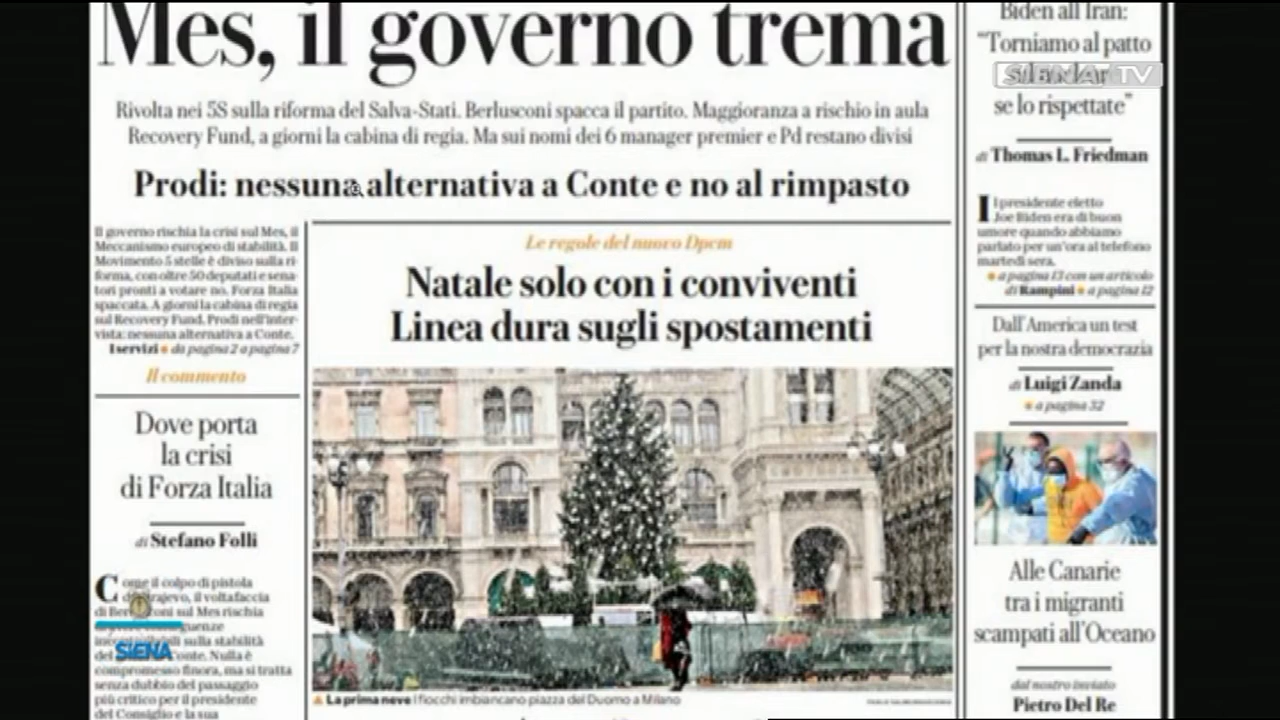 Mes, il governo trema
Rivolta nei 5S sulla riforma del Salva-Stati. Berlusconi spacca il partito. Maggioranza a rischio in aula
Recovery Fund, a giorni la cabina di regia. Ma sui nomi dei 6 manager premier e Pd restano divisi
Prodi: nessuna alternativa a Conte e no al rimpasto
Il governo rischia la crisi sul Mes, il
Meccanismo europeo di stabilità. Il
Movimento 5 stelle è diviso sulla ri-
forma, con oltre 50 deputati e sena-
tori pronti a votare no. Forza Italia
spaccata. A giorni la cabina di regia
sul Recovery Fund. Prodi nell'inter-
vista: nessuna alternativa a Conte.
I servizi • da pagina 2 a pagina 7
Il commento
Dove porta
la crisi
di Forza Italia
di Stefano Folli
Come il colpo di pistola
il voltafaccia
sul Mes rischia
sulla stabilità
del Conte. Nulla è
compromesso finora, ma si tratta
senza dubbio del passaggio
più critico per il presidente
del Consiglio e la sua
SIENA
Le regole del nuovo Dpcm
Natale solo con i conviventi
Linea dura sugli spostamenti
La prima neve I fiocchi imbiancano piazza del Duomo a Milano
Biden all'Iran:
“Torniamo al patto
SIENA TV
se lo rispettate”
di Thomas L. Friedman
Il presidente eletto
Joe Biden era di buon
umore quando abbiamo
parlato per un'ora al telefono
martedì sera.
• a pagina 13 con un articolo
di Rampini • a pagina 12
Dall'America un test
per la nostra democrazia
di Luigi Zanda
• a pagina 32
Alle Canarie
tra i migranti
scampati all'Oceano
dal nostro inviato
Pietro Del Re